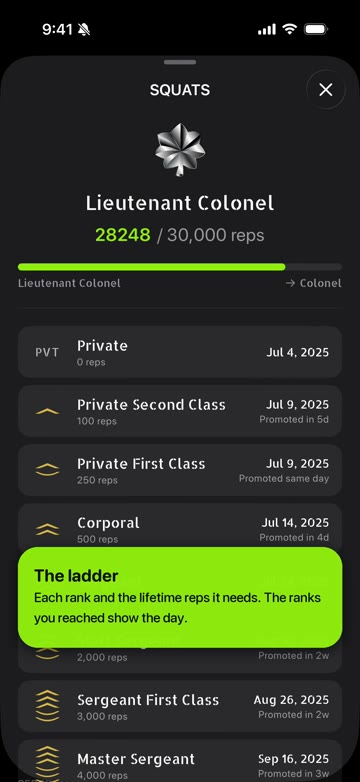 9:41
SQUATS
Lieutenant Colonel
28248 / 30,000 reps
Lieutenant Colonel → Colonel
PVT Private Jul 4, 2025
0 reps
Private Second Class Jul 9, 2025
100 reps Promoted in 5d
Private First Class Jul 9, 2025
250 reps Promoted same day
Corporal Jul 14, 2025
500 reps Promoted in 4d
The ladder
Each rank and the lifetime reps it needs. The ranks
you reached show the day.
2,000 reps Promoted in 2w
Sergeant First Class Aug 26, 2025
3,000 reps Promoted in 2w
Master Sergeant Sep 16, 2025
4,000 reps Promoted in 3w